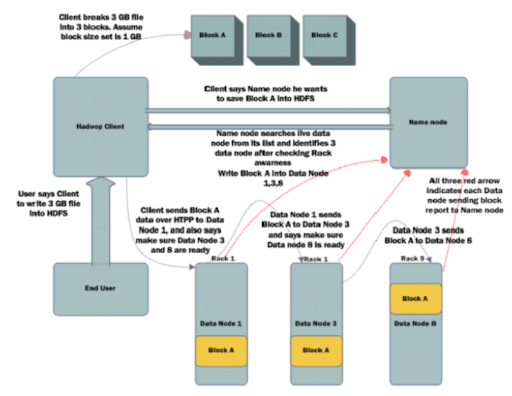 Client breaks 3 GB file
into 3 blocks. Assume
block size set is 1 GB
Block A
Block B
Block C
Client says Name node he wants
to save Block A into HDFS
Hadoop Client
Name node
Name node searches live data
node from its list and identifies 3
data node after checking Rack
awarness
Write Block A into Data Node
1,3,8
User says Client
to write 3 GB file
into HDFS
All three red arrow
indicates each Data
node sending block
report to Name node
Client sends Block A
data over HTPP to Data
Node 1, and also says
make sure Data Node 3
and 8 are ready
Data Node 1 sends
Block A to Data Node 3
and says make sure
Data node 8 is ready
Data Node 3 sends
Block A to Data Node 8
Rack 1
Rack 1
Rack 9
End User
Block A
Data Node 1
Data Node 3
Data Node 8
Block A
Block A